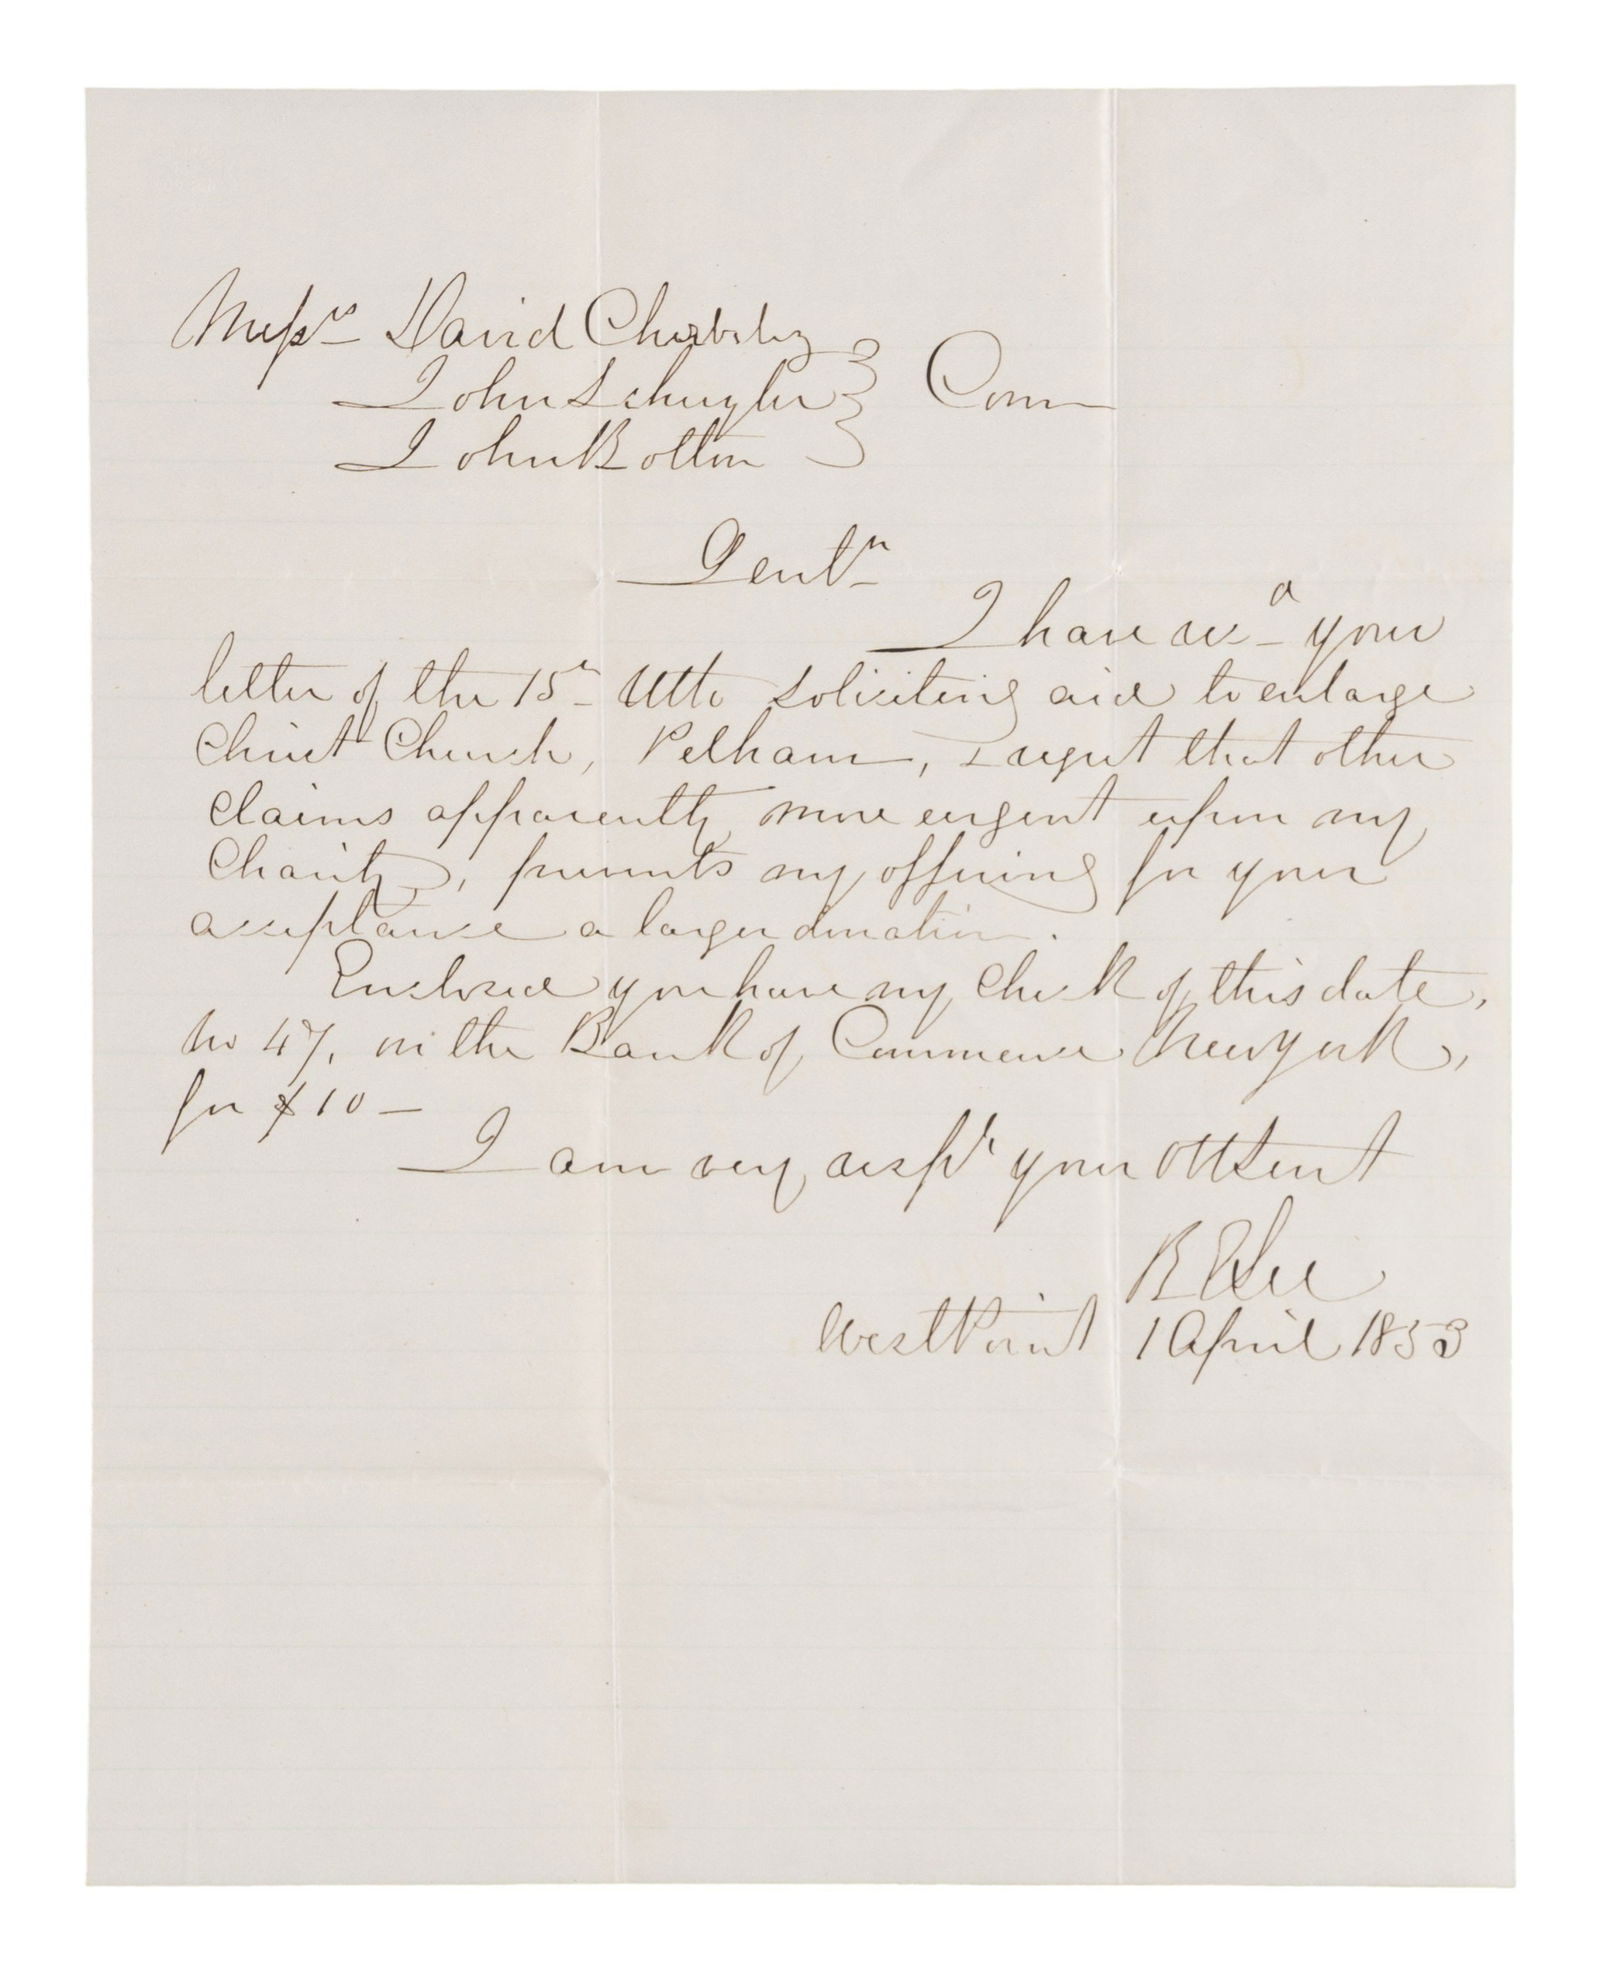 Messrs David
John Schuyler } Com
John Bolton
Gentn
I have recd your
letter of the 15th Ulto soliciting aid to enlarge
Christ Church, Pelham, & regret that other
claims apparently more urgent upon my
Charity, prevents my offering for your
acceptance a larger donation.
Enclosed you have my check of this date,
No 47, on the Bank of Commerce New York,
for $10 –
I am very respy your Obt Servt
R E Lee
West Point 1 April 1853